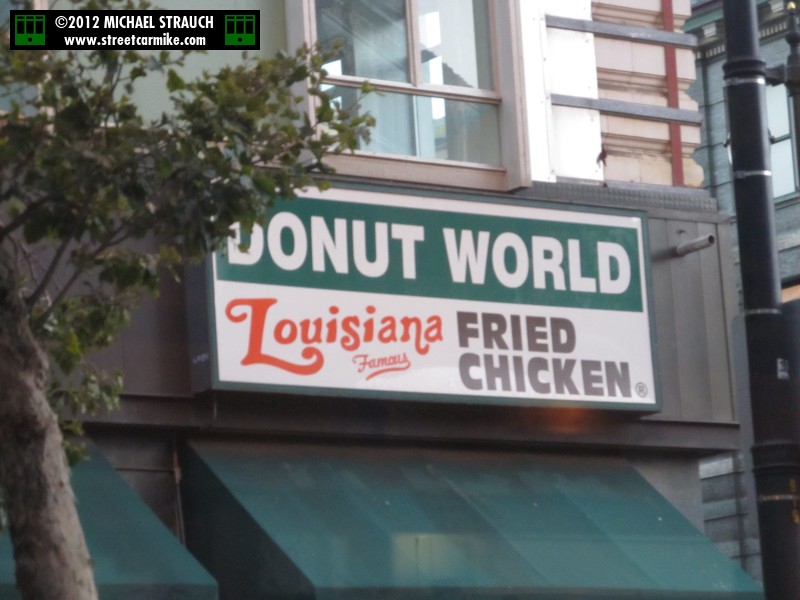 ©2012 MICHAEL STRAUCH
www.streetcarmike.com
DONUT WORLD
Louisiana
Famous
FRIED
CHICKEN®